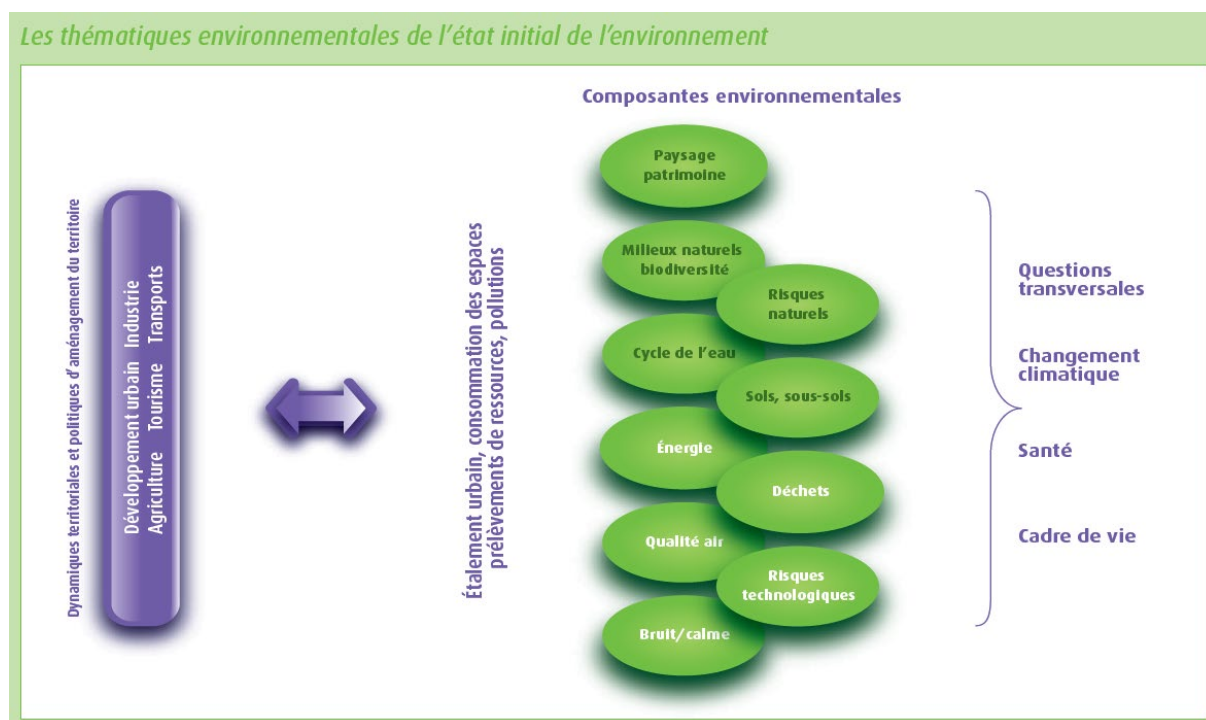 Les thématiques environnementales de l'état initial de l'environnement
Dynamiques territoriales et politiques d'aménagement du territoire
Développement urbain Industrie
Agriculture Tourisme Transports
Étalement urbain, consommation des espaces
prélèvements de ressources, pollutions
Composantes environnementales
Paysage
patrimoine
Milieux naturels
biodiversité
Risques
naturels
Cycle de l'eau
Sols, sous-sols
Énergie
Déchets
Qualité air
Risques
technologiques
Bruit/calme
Questions
transversales
Changement
climatique
Santé
Cadre de vie